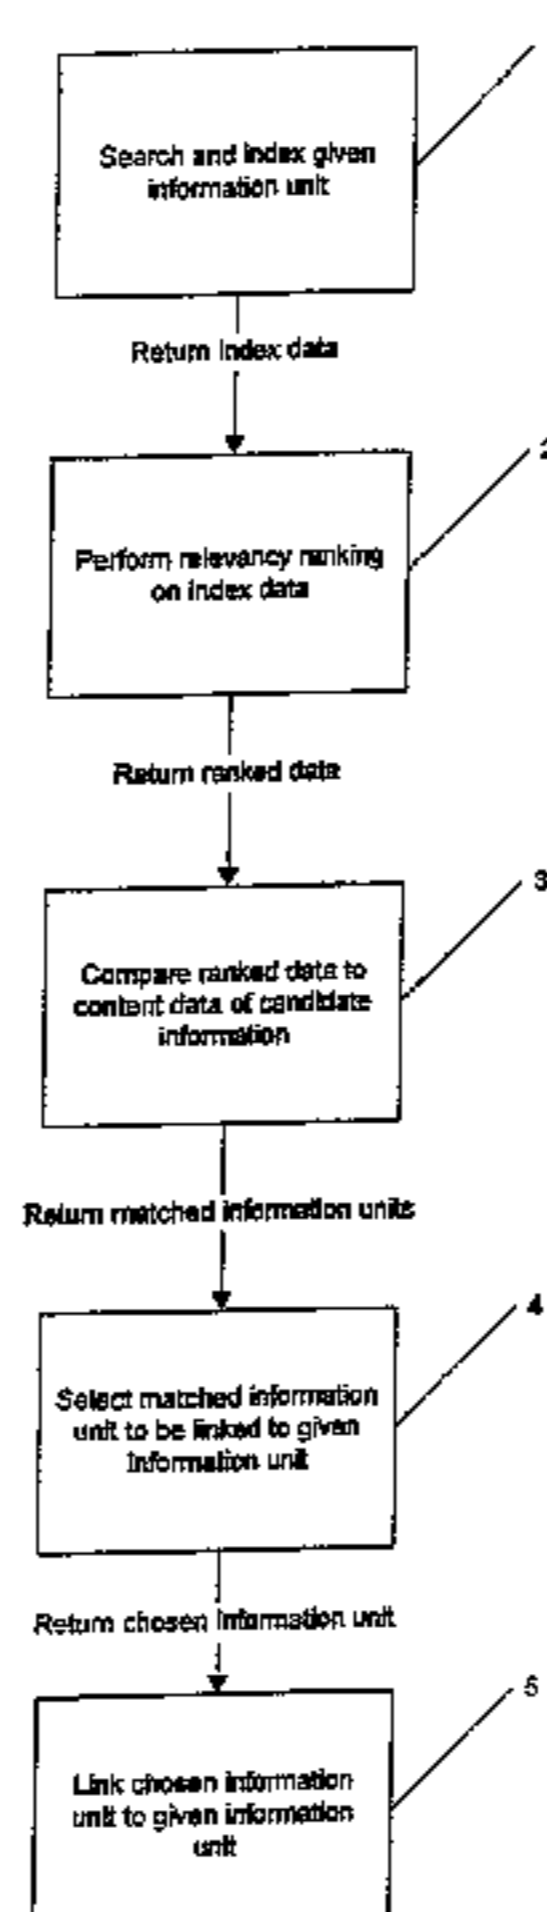 Search and index given
information unit
Return index data
2
Perform relevancy ranking
on index data
Return ranked data
3
Compare ranked data to
content data of candidate
information
Return matched information units
4
Select matched information
unit to be linked to given
information unit
Return chosen information unit
5
Link chosen information
unit to given information
unit